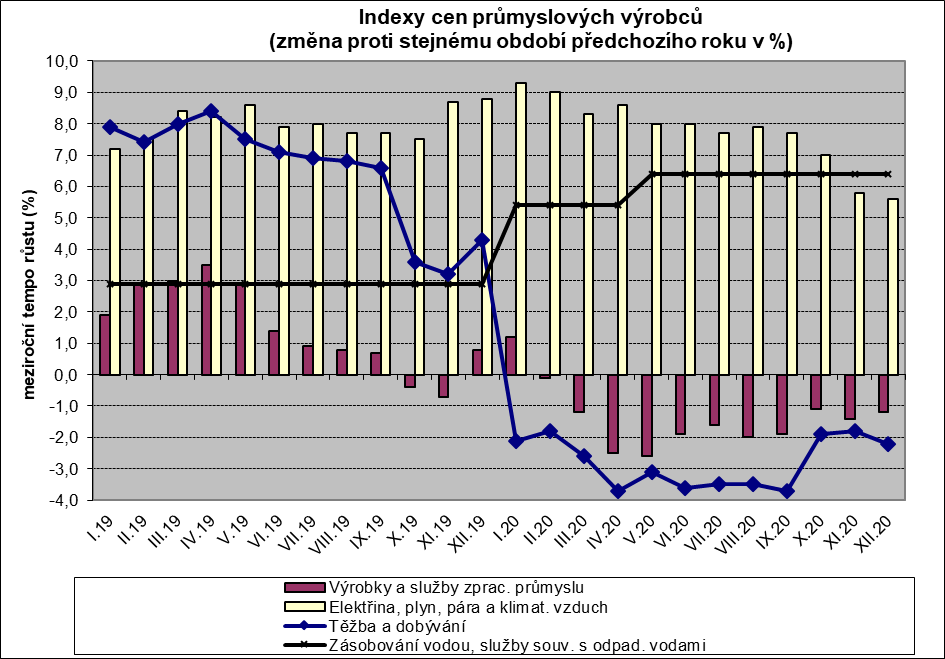 Indexy cen průmyslových výrobců
(změna proti stejnému období předchozího roku v %)
meziroční tempo růstu (%)
10,0
9,0
8,0
7,0
6,0
5,0
4,0
3,0
2,0
1,0
0,0
-1,0
-2,0
-3,0
-4,0
I.19
II.19
III.19
IV.19
V.19
VI.19
VII.19
VIII.19
IX.19
X.19
XI.19
XII.19
I.20
II.20
III.20
IV.20
V.20
VI.20
VII.20
VIII.20
IX.20
X.20
XI.20
XII.20
Výrobky a služby zprac. průmyslu
Elektřina, plyn, pára a klimat. vzduch
Těžba a dobývání
Zásobování vodou, služby souv. s odpad. vodami